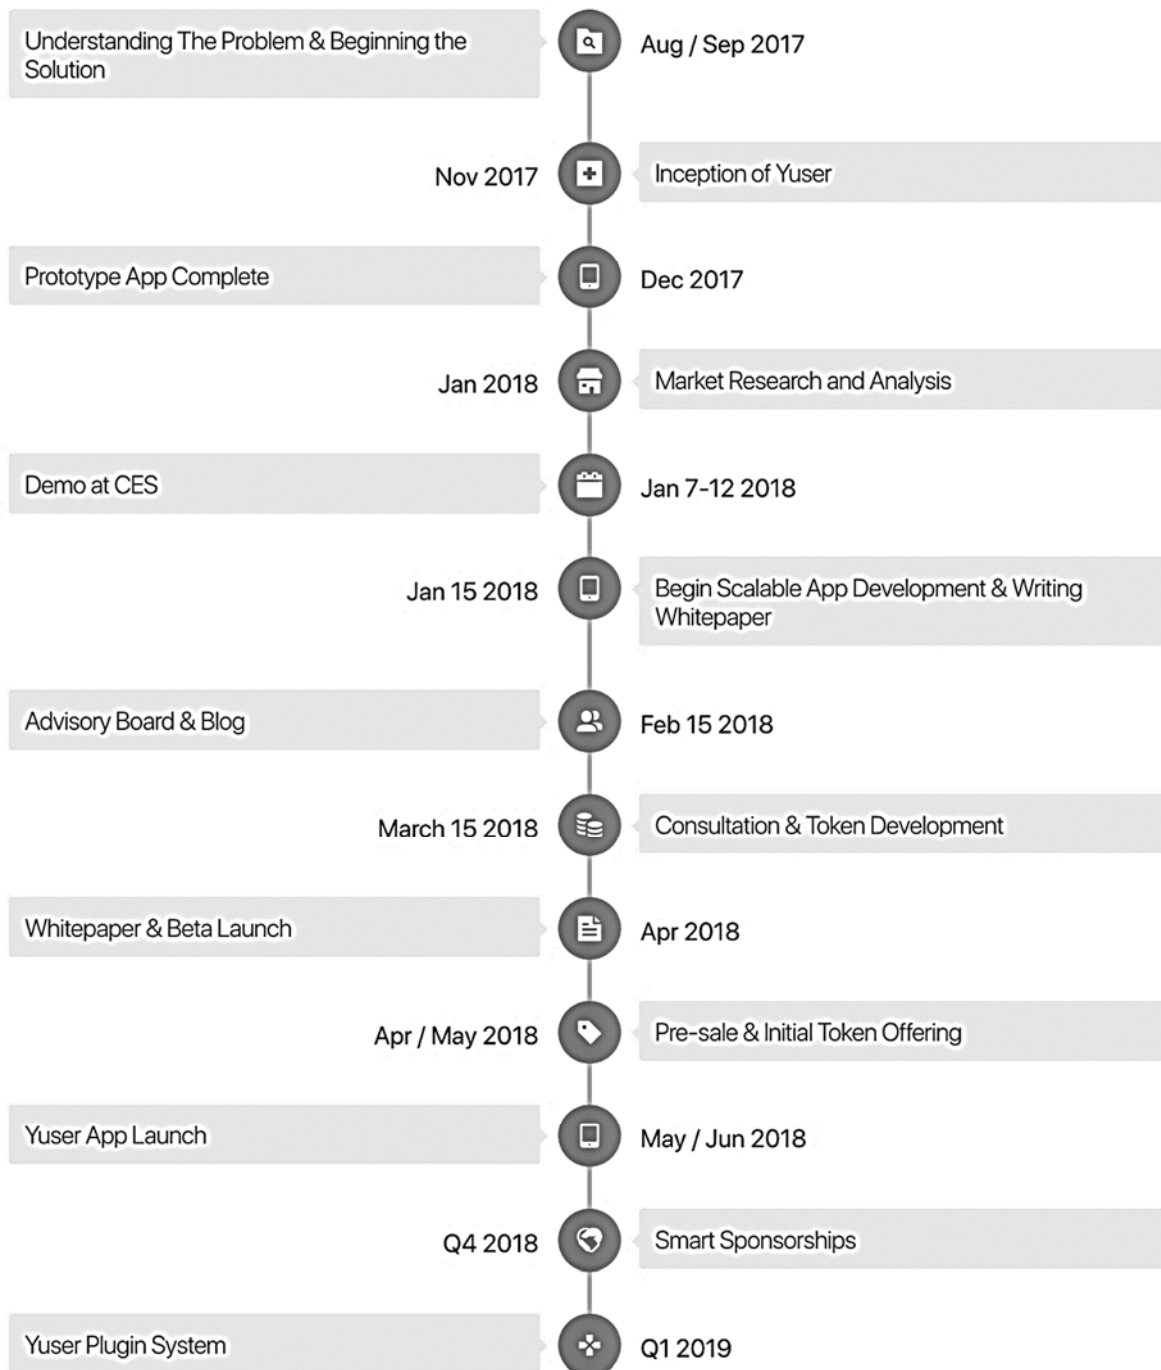 Understanding The Problem & Beginning the
Solution
Aug / Sep 2017
Nov 2017
Inception of Yuser
Prototype App Complete
Dec 2017
Jan 2018
Market Research and Analysis
Demo at CES
Jan 7-12 2018
Jan 15 2018
Begin Scalable App Development & Writing
Whitepaper
Advisory Board & Blog
Feb 15 2018
March 15 2018
Consultation & Token Development
Whitepaper & Beta Launch
Apr 2018
Apr / May 2018
Pre-sale & Initial Token Offering
Yuser App Launch
May / Jun 2018
Q4 2018
Smart Sponsorships
Yuser Plugin System
Q1 2019